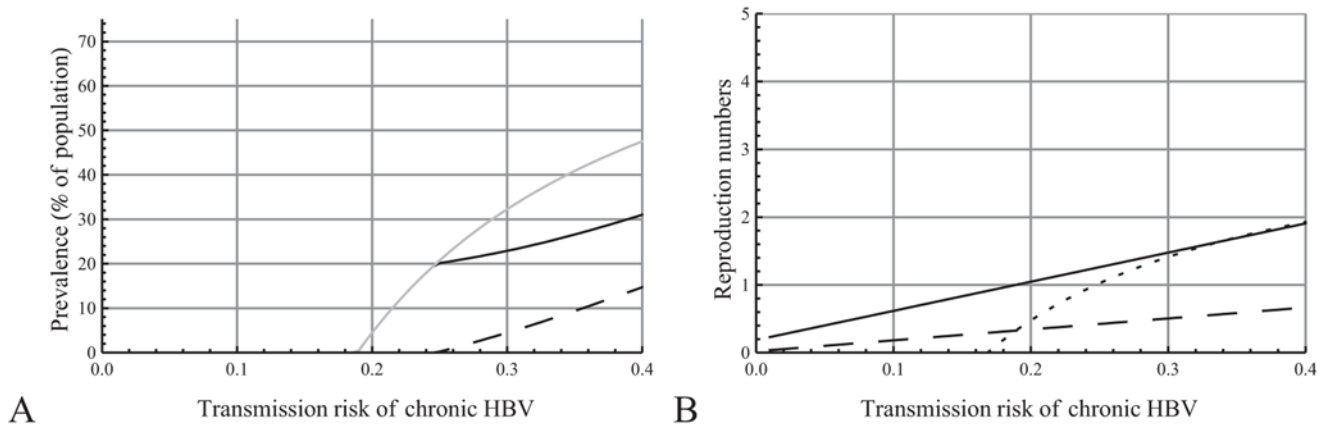 Prevalence (% of population)
70
60
50
40
30
20
10
0
0.0 0.1 0.2 0.3 0.4
Transmission risk of chronic HBV
A
Reproduction numbers
5
4
3
2
1
0
0.0 0.1 0.2 0.3 0.4
Transmission risk of chronic HBV
B